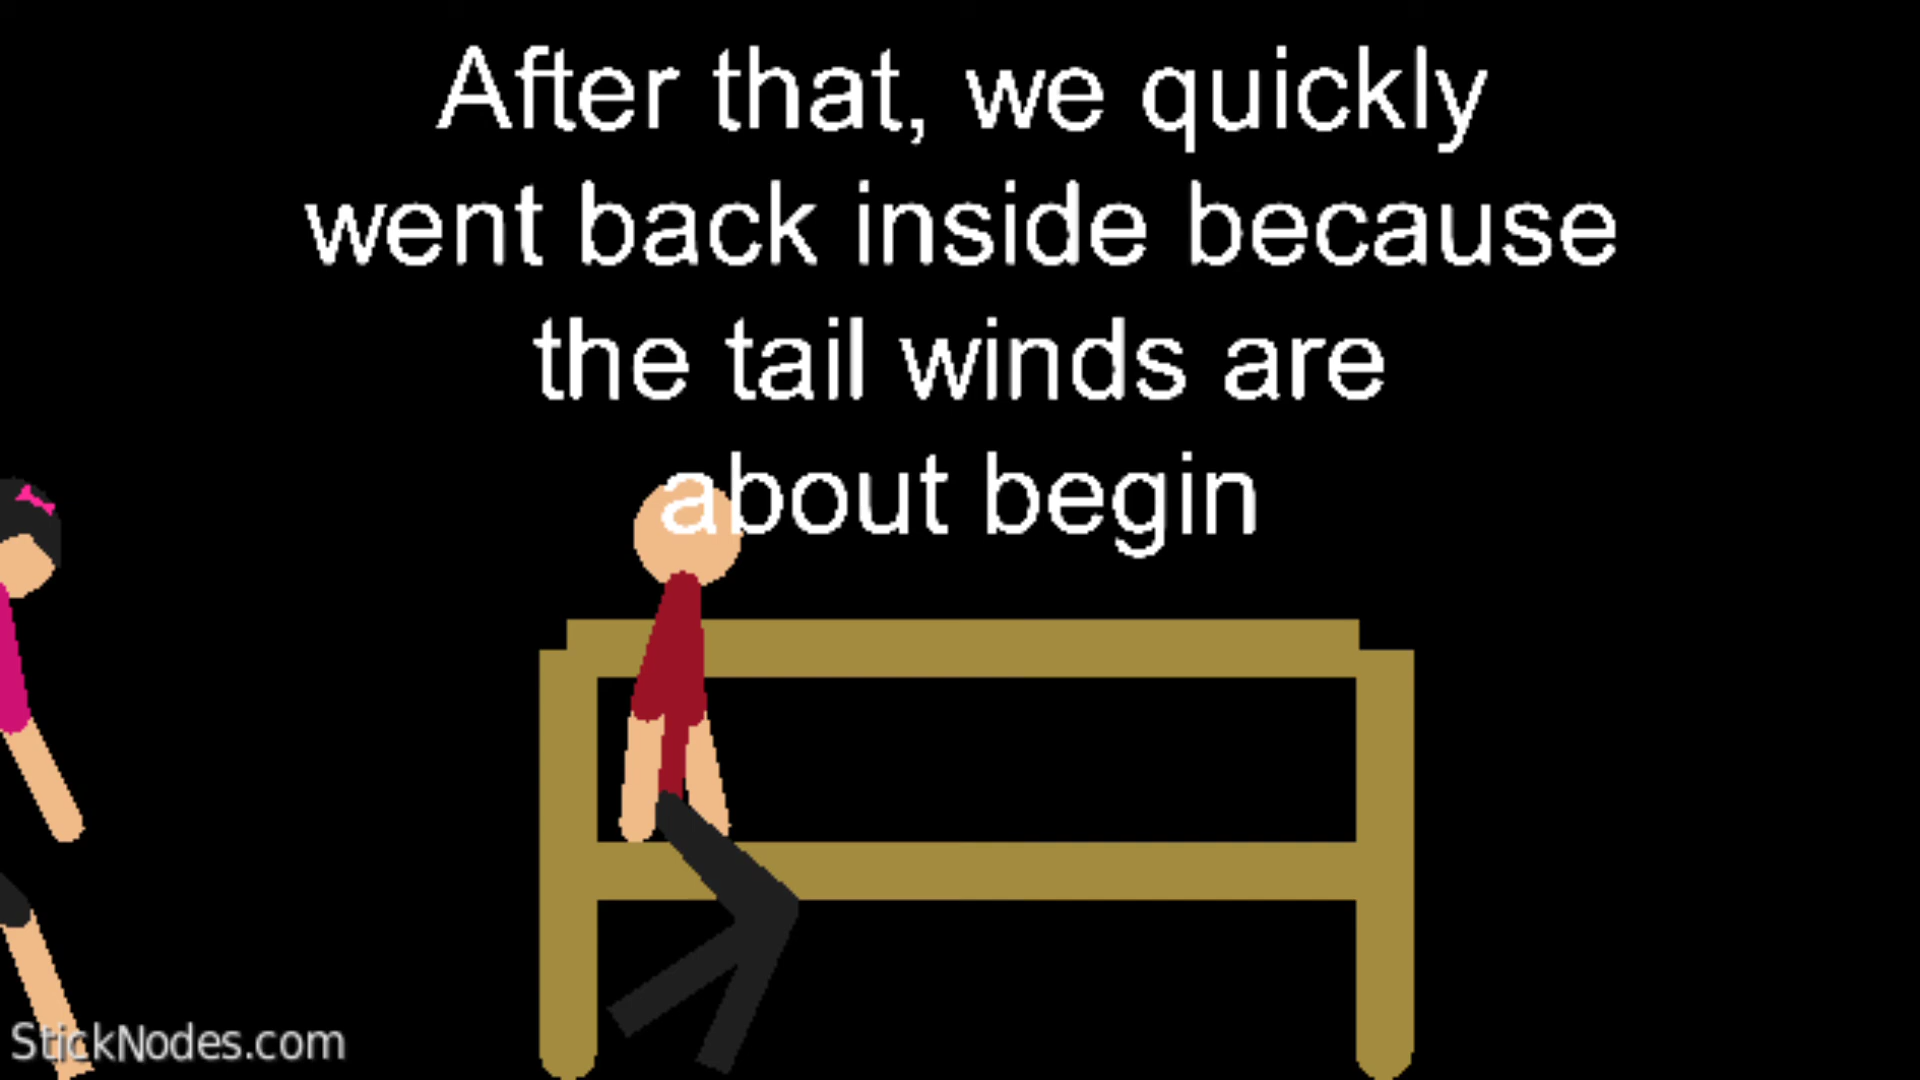 After that, we quickly
went back inside because
the tail winds are
about begin
StickNodes.com